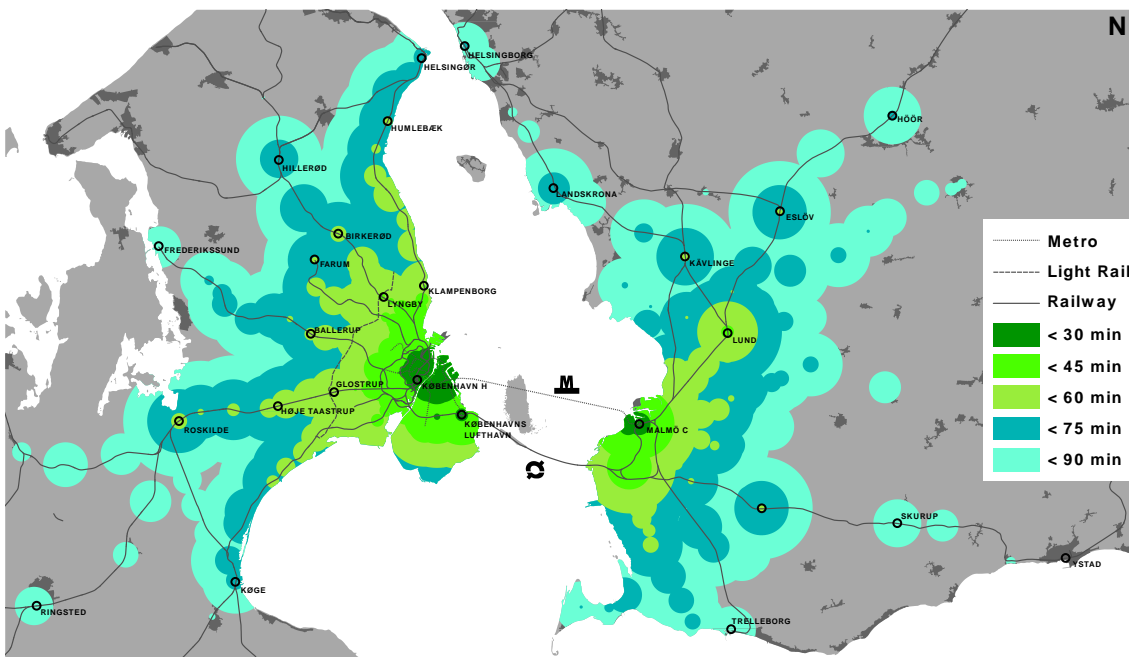 N
HELSINGBORG
HELSINGØR
HÖÖR
HUMLEBÆK
HILLERØD
LANDSKRONA
ESLÖV
BIRKERØD
FREDERIKSSUND
KÄVLINGE
FARUM
KLAMPENBORG
LYNGBY
BALLERUP
LUND
KØBENHAVN H
GLOSTRUP
M
HØJE TAASTRUP
KØBENHAVNS
LUFTHAVN
ROSKILDE
MALMÖ C
SKURUP
YSTAD
KØGE
RINGSTED
TRELLEBORG
Metro
Light Rail
Railway
< 30 min
< 45 min
< 60 min
< 75 min
< 90 min